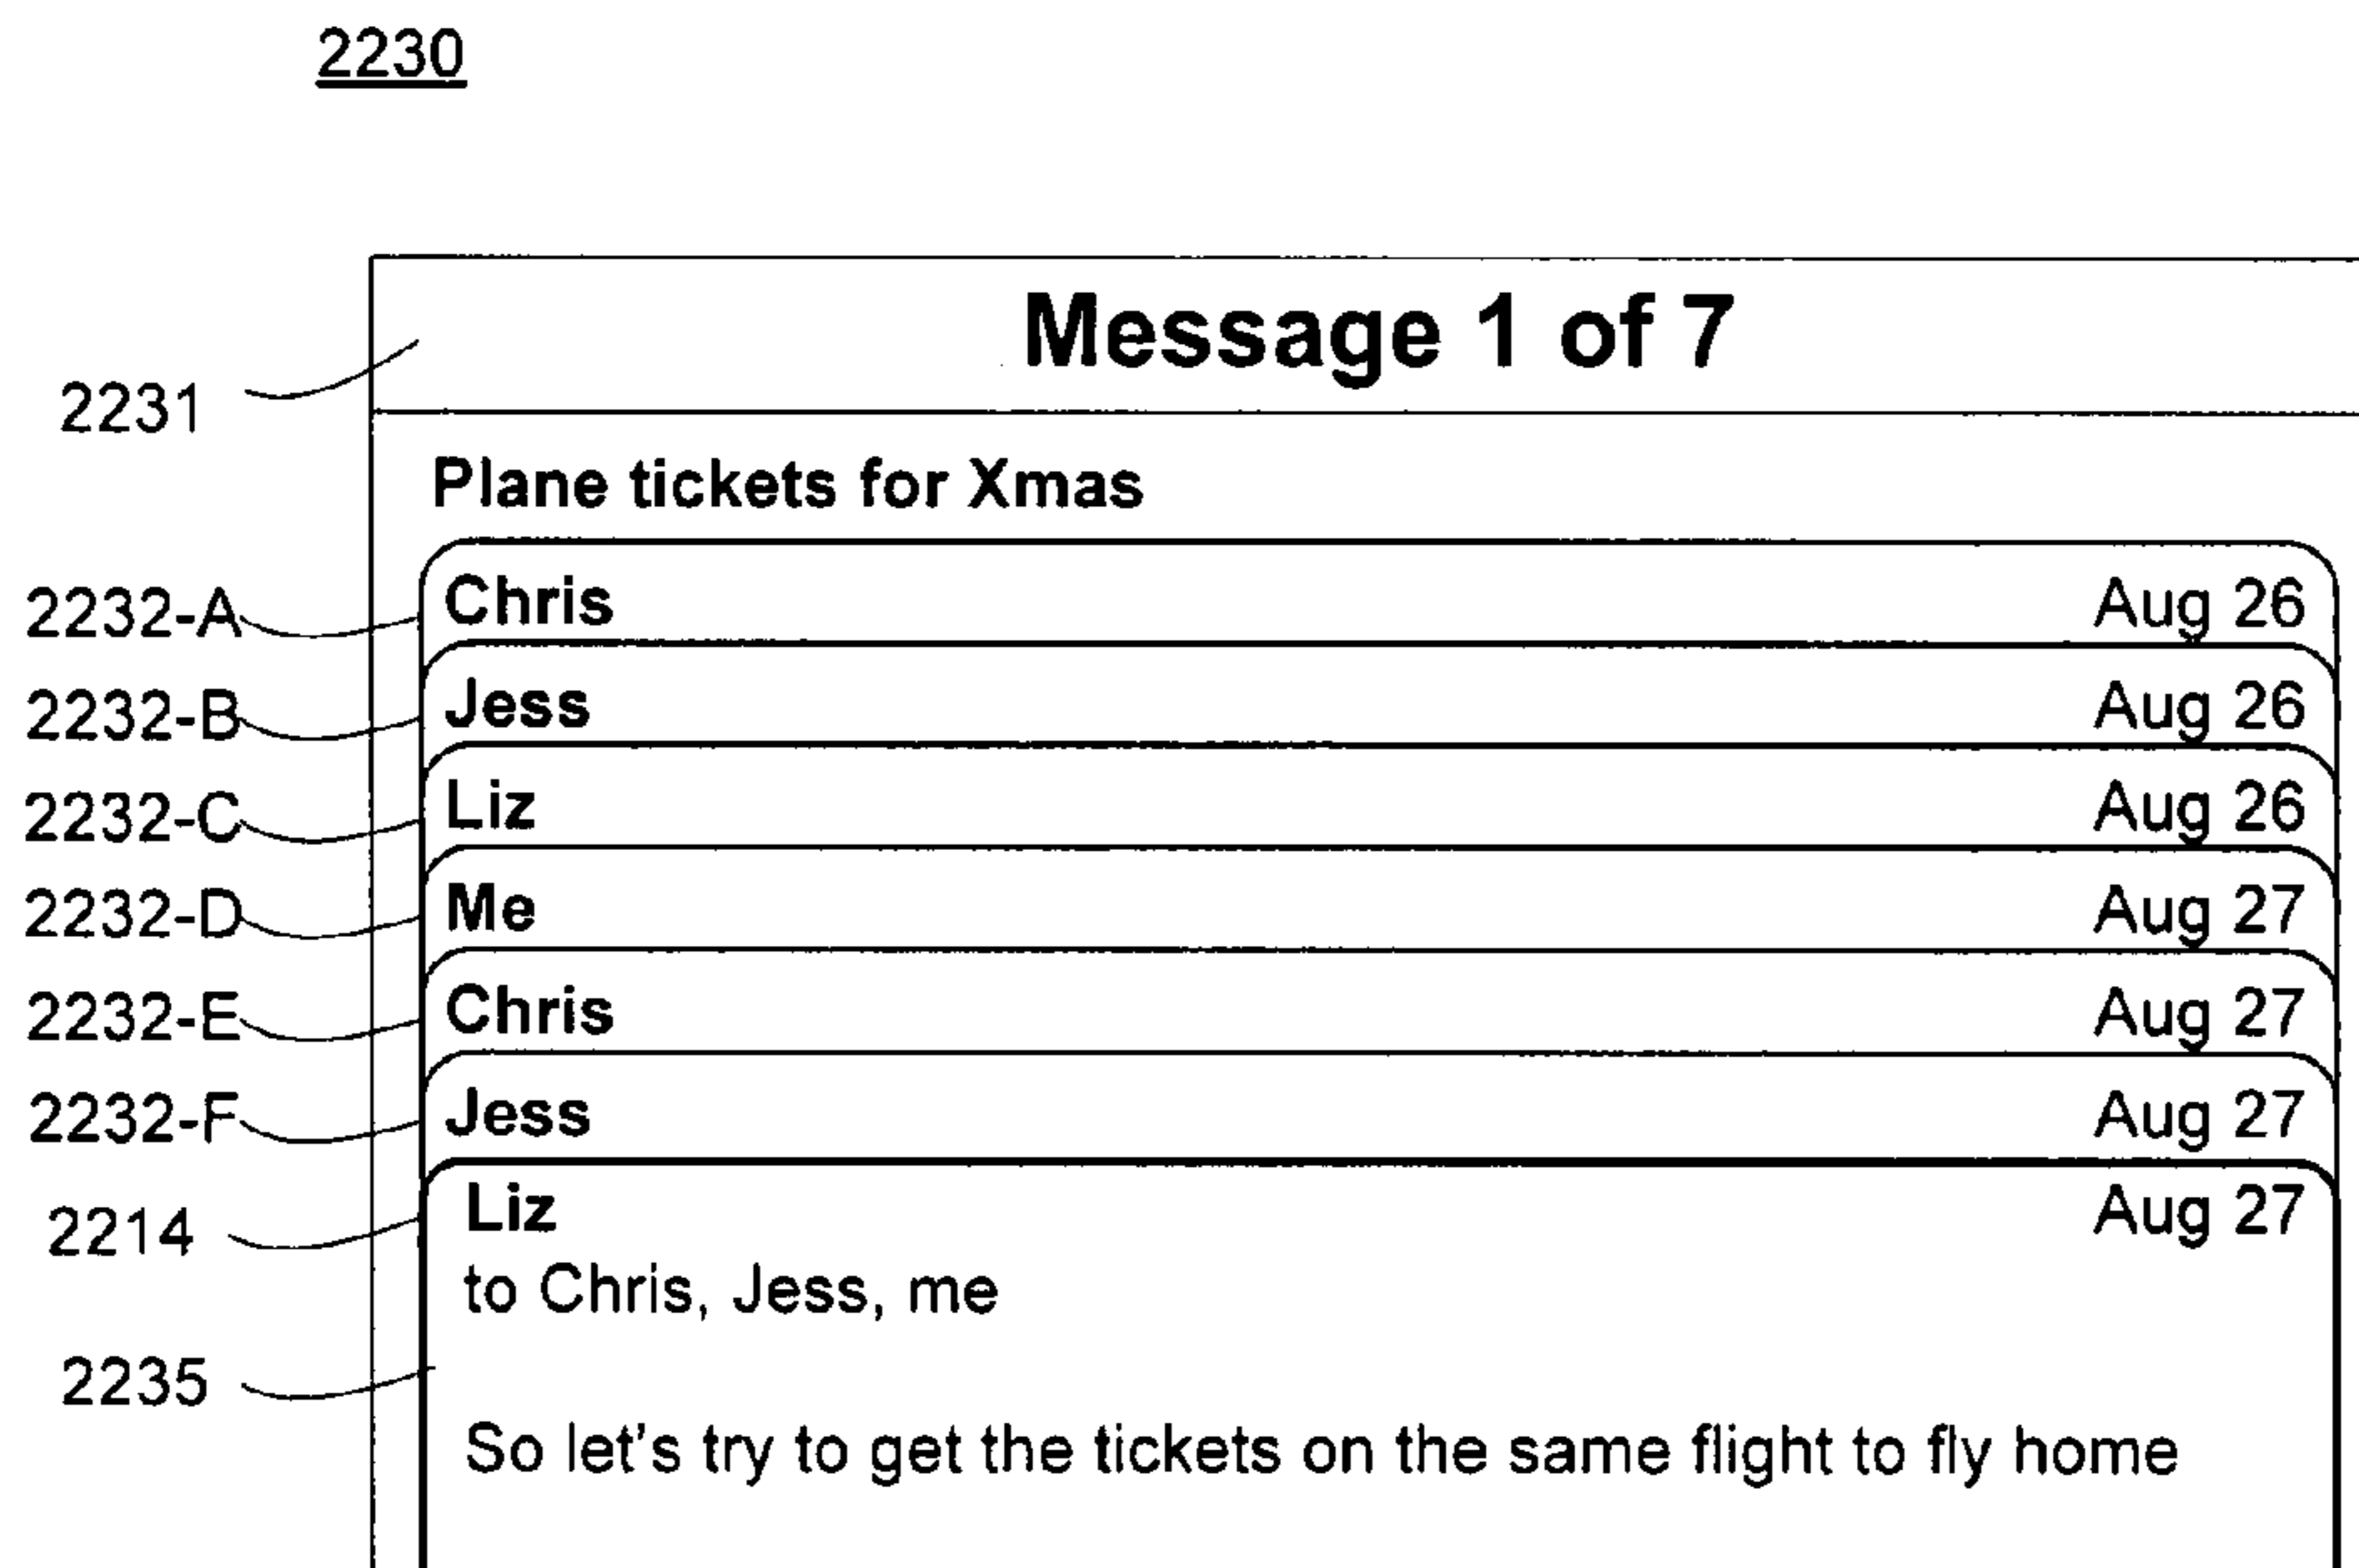 2230
Message 1 of 7
2231
Plane tickets for Xmas
2232-A Chris Aug 26
2232-B Jess Aug 26
2232-C Liz Aug 26
2232-D Me Aug 27
2232-E Chris Aug 27
2232-F Jess Aug 27
2214 Liz Aug 27
to Chris, Jess, me
2235
So let's try to get the tickets on the same flight to fly home